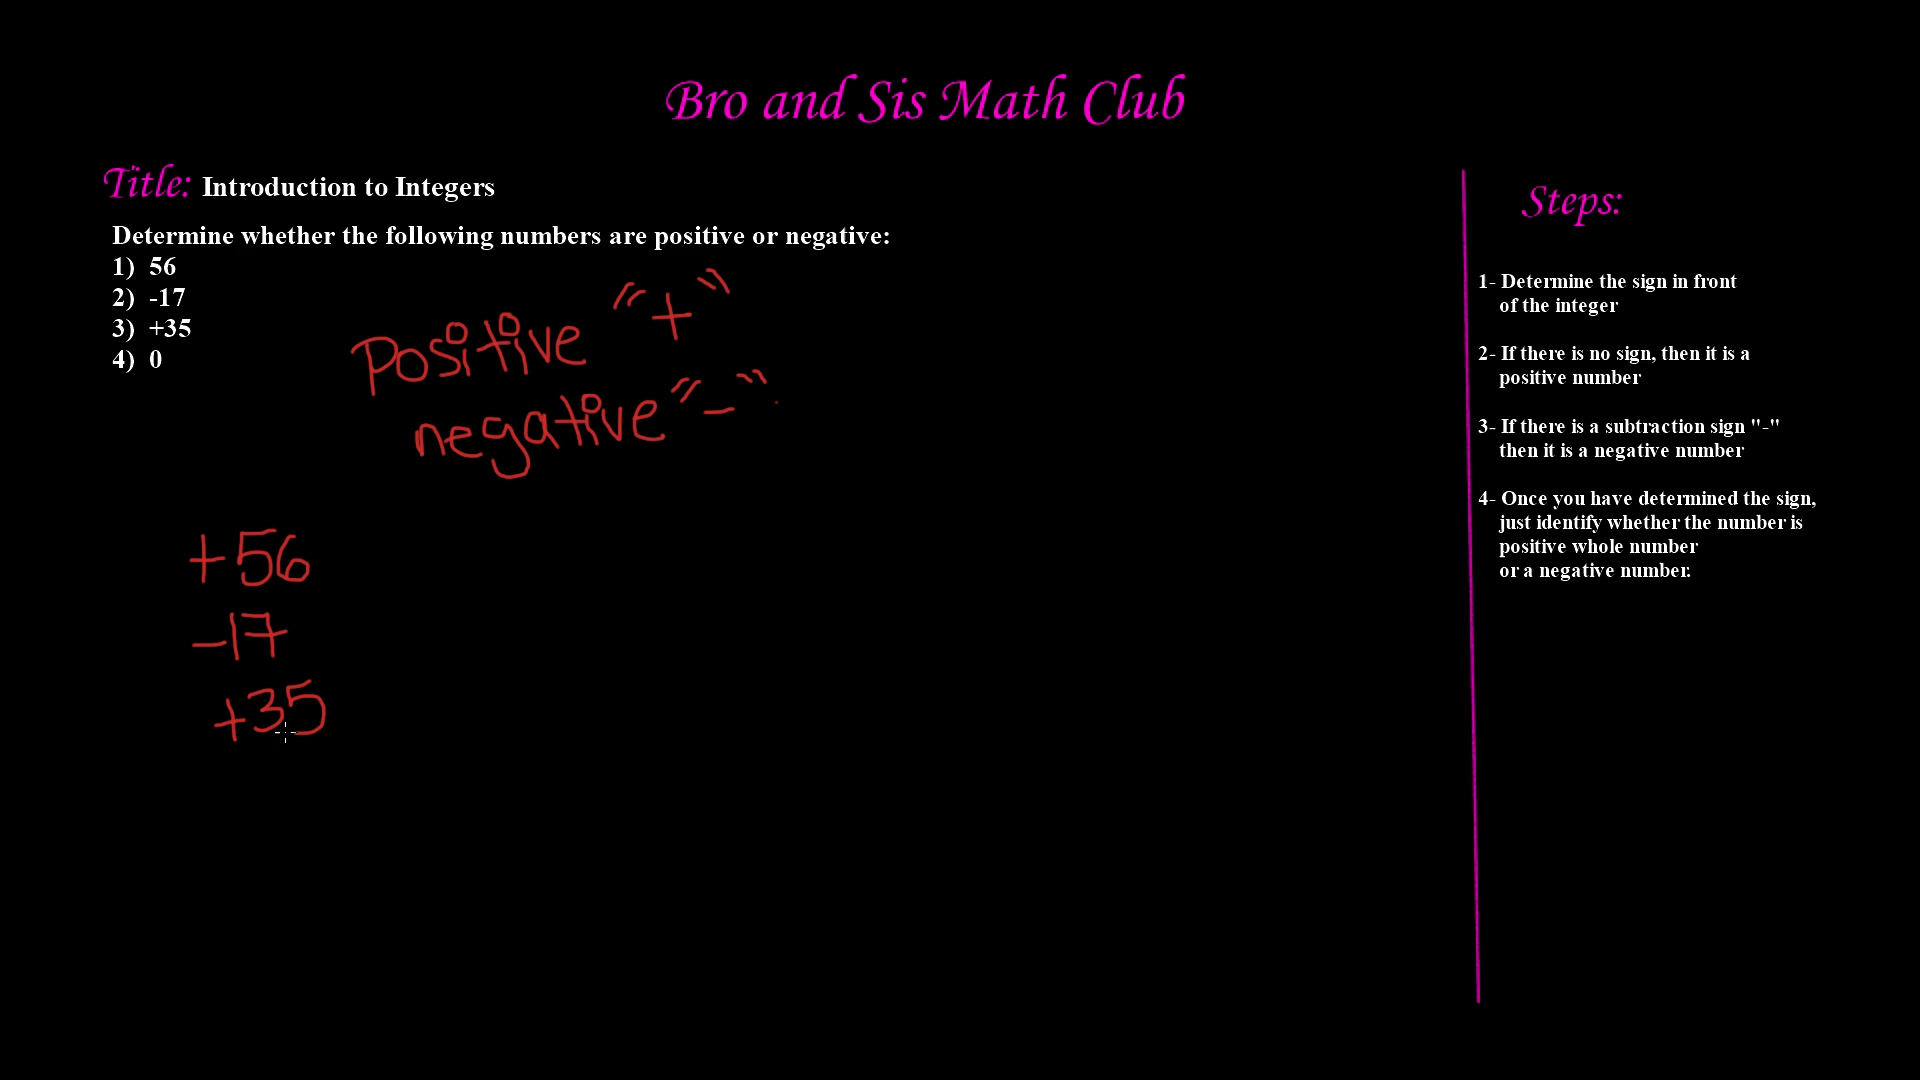 Bro and Sis Math Club
Title: Introduction to Integers
Determine whether the following numbers are positive or negative:
1) 56
2) -17
3) +35
4) 0
Positive "+"
negative "-"
+56
-17
+35
Steps:
1- Determine the sign in front
of the integer
2- If there is no sign, then it is a
positive number
3- If there is a subtraction sign "-"
then it is a negative number
4- Once you have determined the sign,
just identify whether the number is
positive whole number
or a negative number.